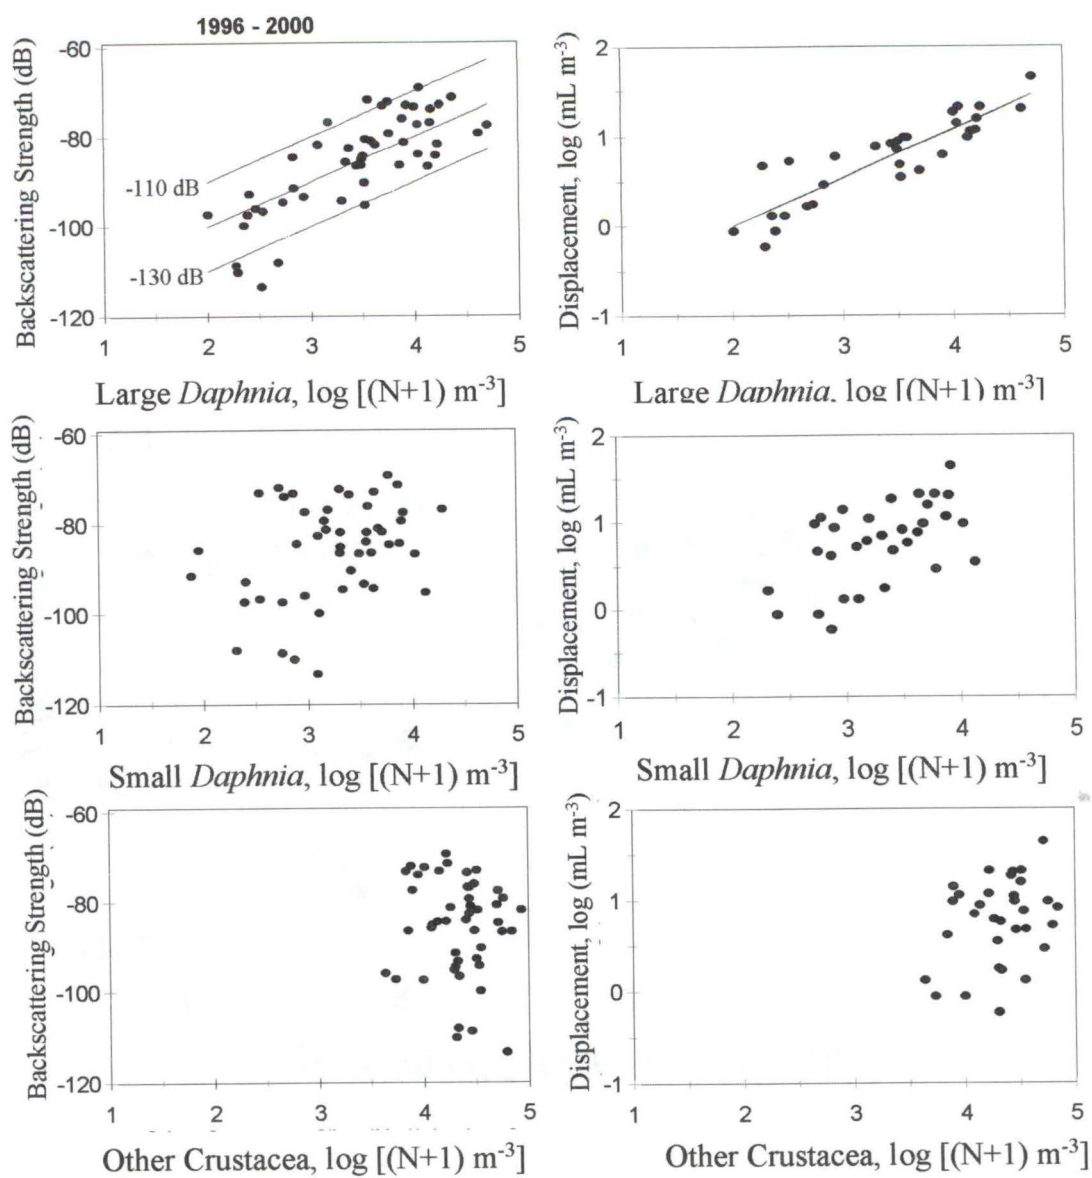 1996 - 2000
Backscattering Strength (dB)
-60
-80
-100
-120
-110 dB
-130 dB
1 2 3 4 5
Large Daphnia, log [(N+1) m-3]
Displacement, log (mL m-3)
2
1
0
-1
1 2 3 4 5
Large Daphnia, log [(N+1) m-3]
Backscattering Strength (dB)
-60
-80
-100
-120
1 2 3 4 5
Small Daphnia, log [(N+1) m-3]
Displacement, log (mL m-3)
2
1
0
-1
1 2 3 4 5
Small Daphnia, log [(N+1) m-3]
Backscattering Strength (dB)
-60
-80
-100
-120
1 2 3 4 5
Other Crustacea, log [(N+1) m-3]
Displacement, log (mL m-3)
2
1
0
-1
1 2 3 4 5
Other Crustacea, log [(N+1) m-3]